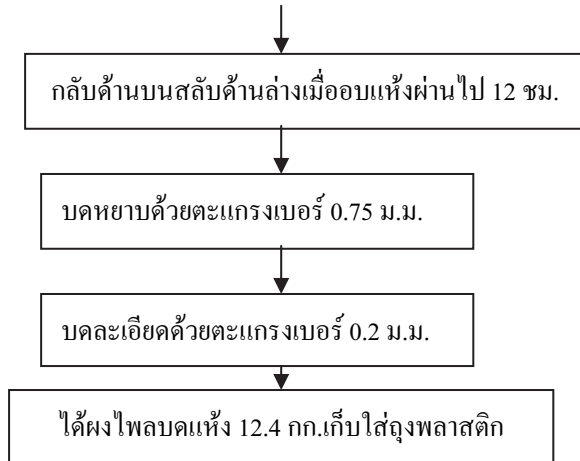 กลับด้านบนสลับด้านล่างเมื่ออบแห้งผ่านไป 12 ชม.
บดหยาบด้วยตะแกรงเบอร์ 0.75 ม.ม.
บดละเอียดด้วยตะแกรงเบอร์ 0.2 ม.ม.
ได้ผงไพลบดแห้ง 12.4 กก.เก็บใส่ถุงพลาสติก